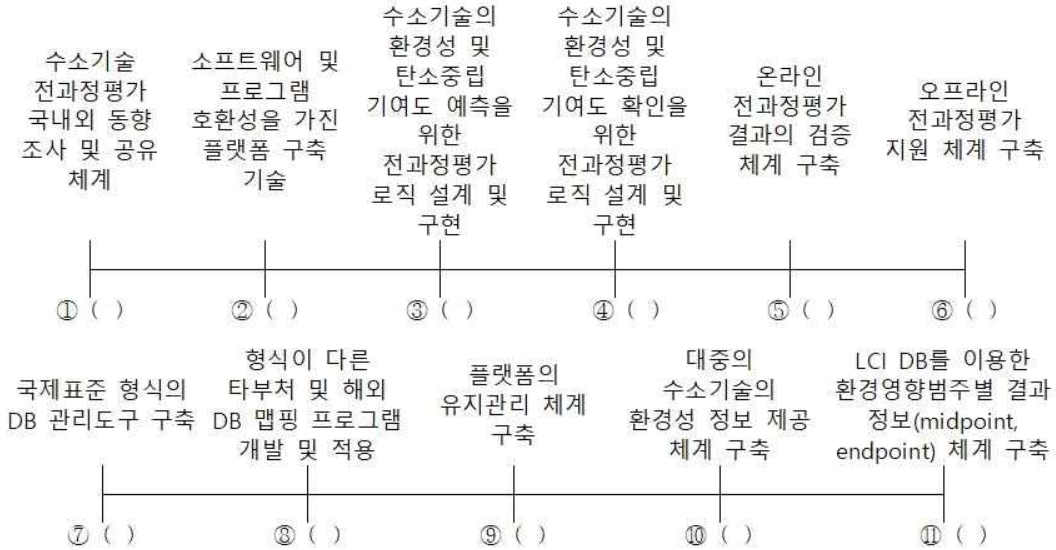 수소기술
전과정평가
국내외 동향
조사 및 공유
체계
소프트웨어 및
프로그램
호환성을 가진
플랫폼 구축
기술
수소기술의
환경성 및
탄소중립
기여도 예측을
위한
전과정평가
로직 설계 및
구현
수소기술의
환경성 및
탄소중립
기여도 확인을
위한
전과정평가
로직 설계 및
구현
온라인
전과정평가
결과의 검증
체계 구축
오프라인
전과정평가
지원 체계 구축
① ( ) ② ( ) ③ ( ) ④ ( ) ⑤ ( ) ⑥ ( )
국제표준 형식의
DB 관리도구 구축
형식이 다른
타부처 및 해외
DB 맵핑 프로그램
개발 및 적용
플랫폼의
유지관리 체계
구축
대중의
수소기술의
환경성 정보 제공
체계 구축
LCI DB를 이용한
환경영향범주별 결과
정보(midpoint,
endpoint) 체계 구축
⑦ ( ) ⑧ ( ) ⑨ ( ) ⑩ ( ) ⑪ ( )